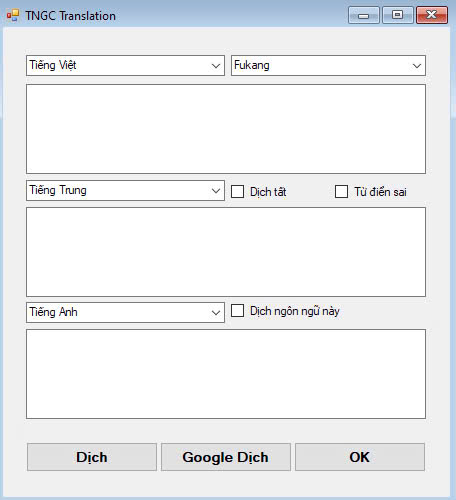 TNGC Translation
Tiếng Việt
Fukang
Tiếng Trung
Dịch tất
Từ điển sai
Tiếng Anh
Dịch ngôn ngữ này
Dịch
Google Dịch
OK